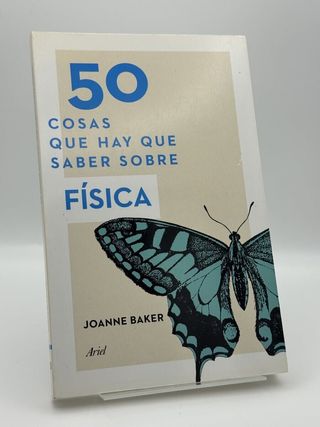 50
COSAS
QUE HAY QUE
SABER SOBRE
FÍSICA
JOANNE BAKER
Ariel